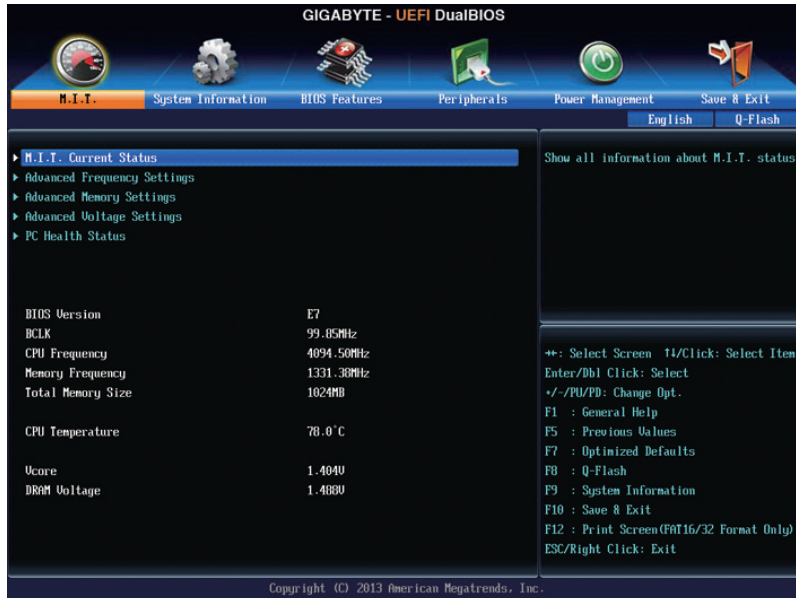 GIGABYTE - UEFI DualBIOS
M.I.T. System Information BIOS Features Peripherals Power Management Save & Exit
English Q-Flash
M.I.T. Current Status
Advanced Frequency Settings
Advanced Memory Settings
Advanced Voltage Settings
PC Health Status
BIOS Version E7
BCLK 99.85MHz
CPU Frequency 4094.50MHz
Memory Frequency 1331.38MHz
Total Memory Size 1024MB
CPU Temperature 78.0°C
Vcore 1.404V
DRAM Voltage 1.488V
Show all information about M.I.T. status
→←: Select Screen ↑↓/Click: Select Item
Enter/Dbl Click: Select
+/-/PU/PD: Change Opt.
F1 : General Help
F5 : Previous Values
F7 : Optimized Defaults
F8 : Q-Flash
F9 : System Information
F10 : Save & Exit
F12 : Print Screen(FAT16/32 Format Only)
ESC/Right Click: Exit
Copyright (C) 2013 American Megatrends, Inc.